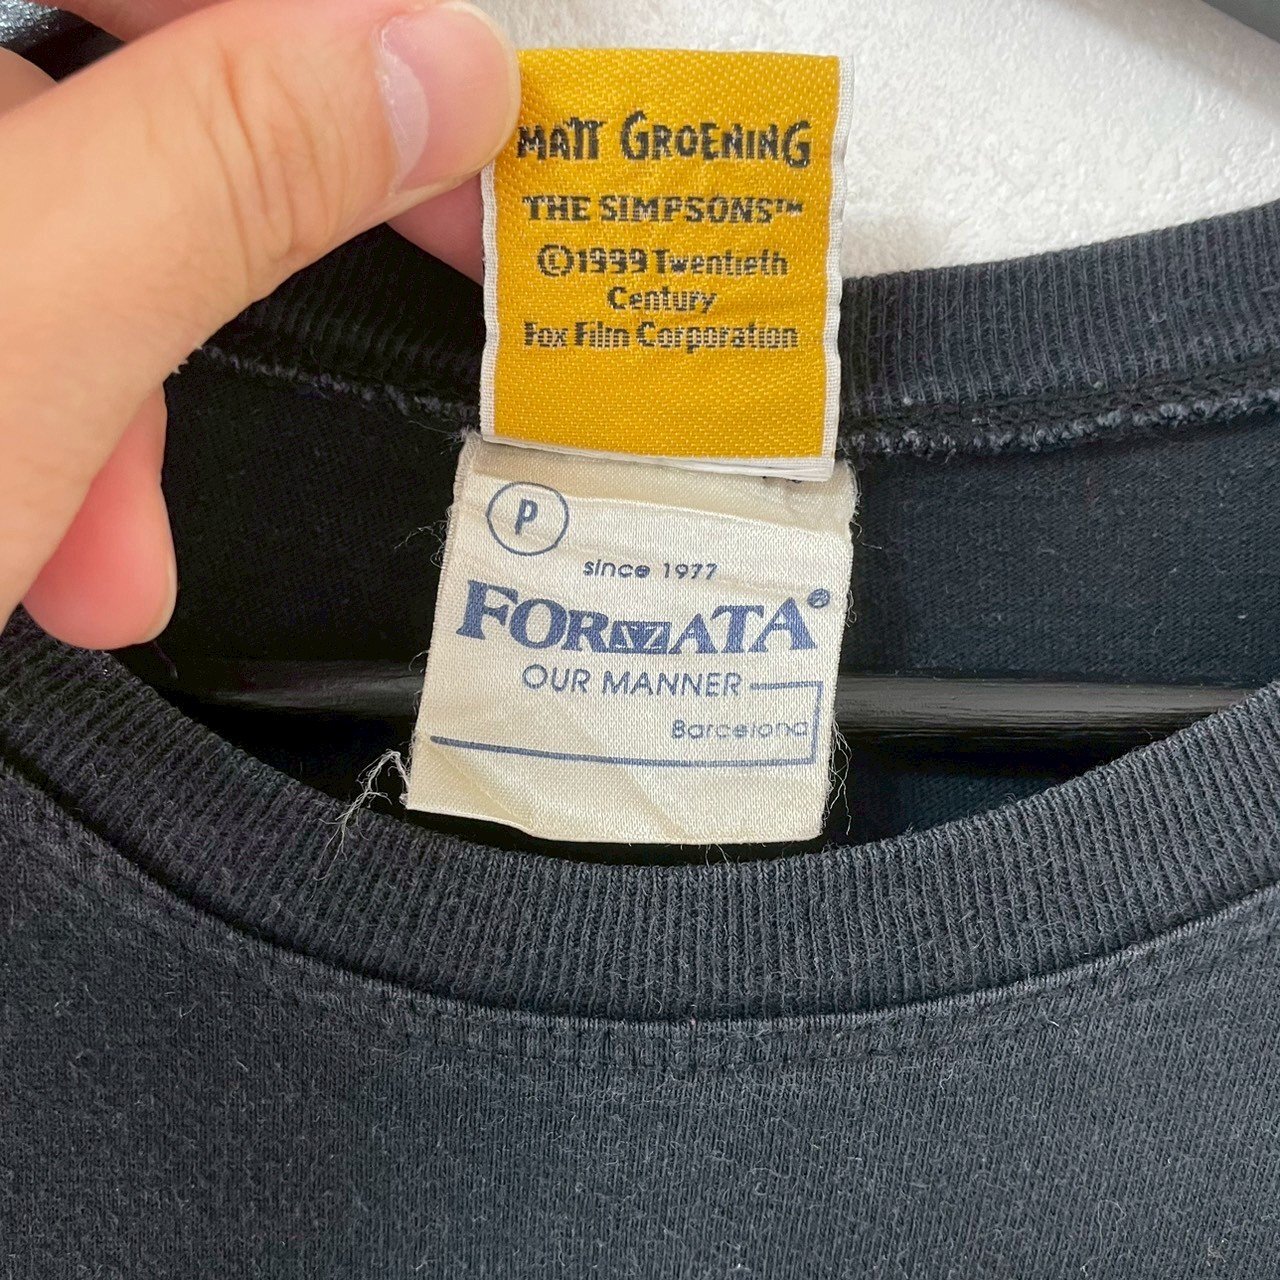 MATT GROENING
THE SIMPSONS™
©1999 Twentieth
Century
Fox Film Corporation
P
since 1977
FORMATA®
OUR MANNER
Barcelona